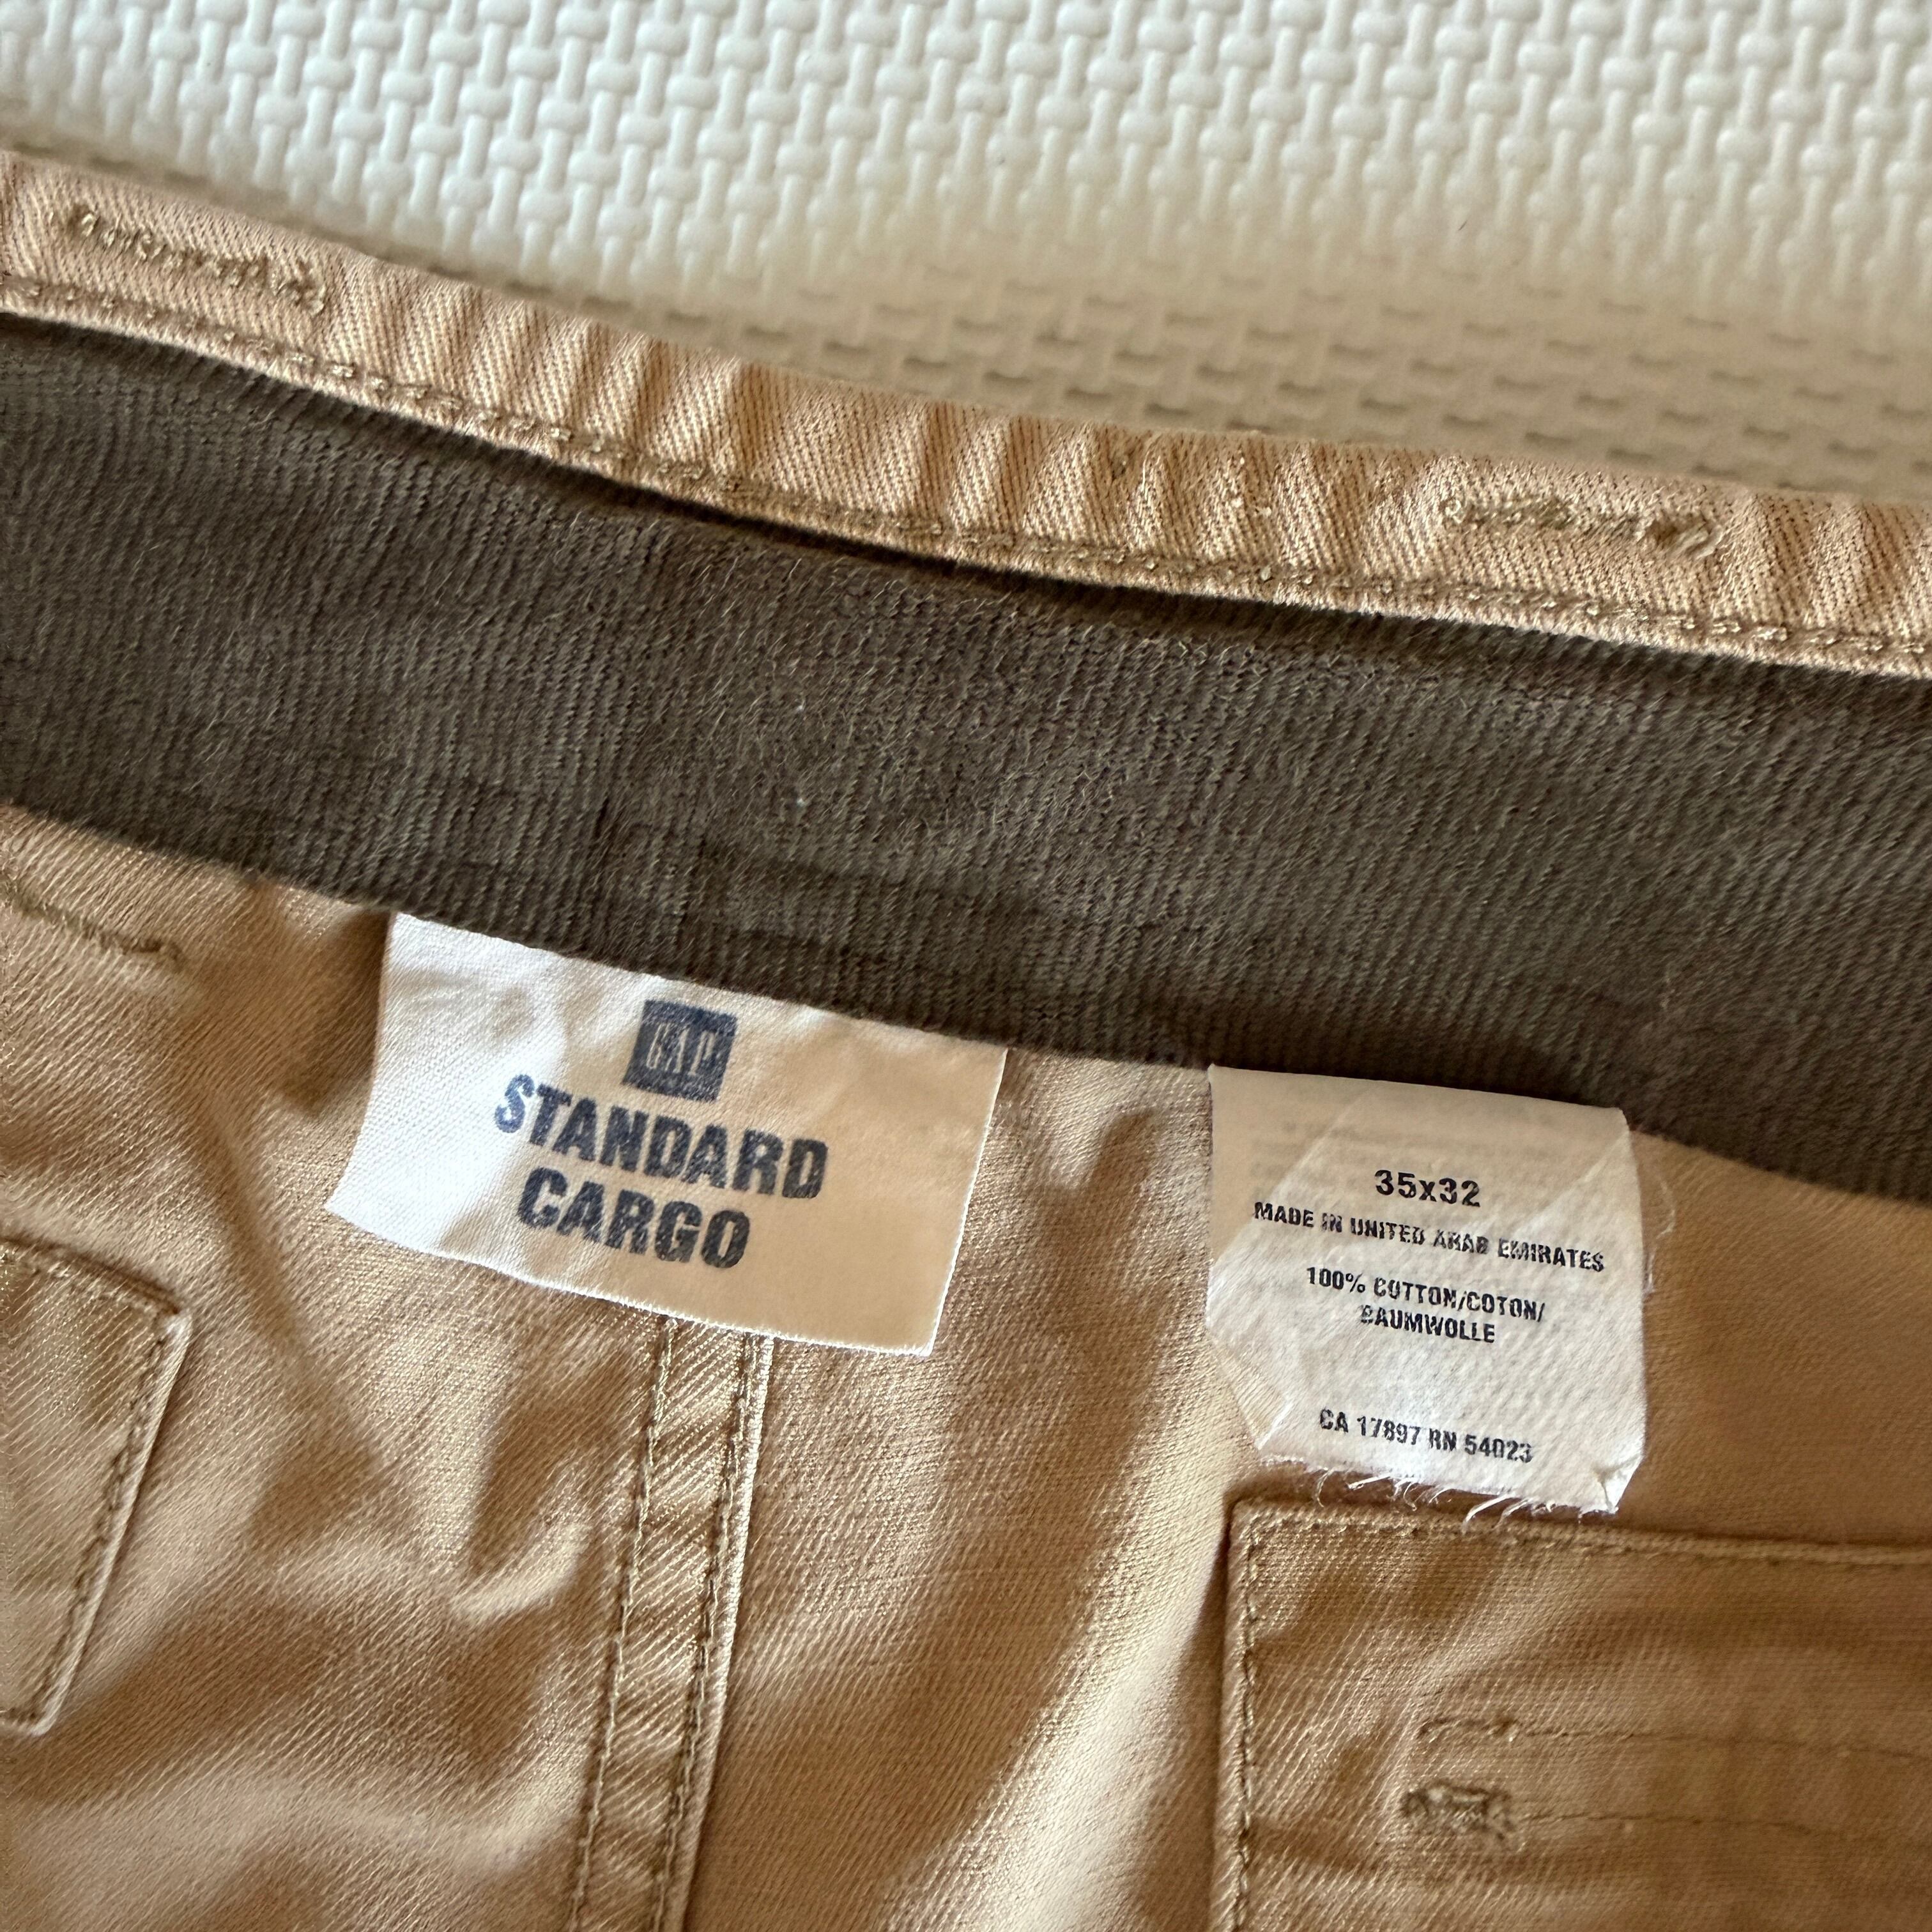 GAP
STANDARD
CARGO
35x32
MADE IN UNITED ARAB EMIRATES
100% COTTON/COTON/
BAUMWOLLE
CA 17897 RN 54023